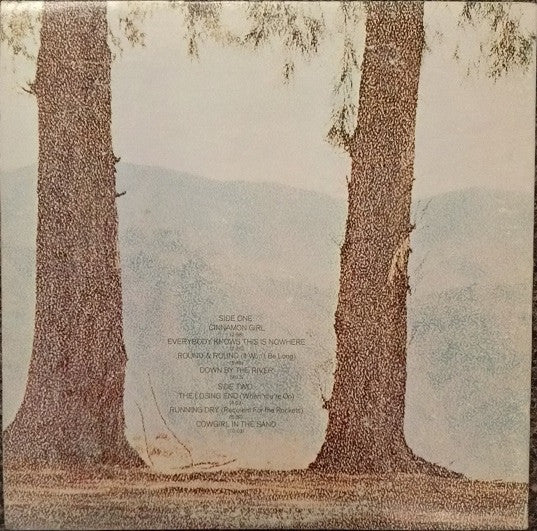 SIDE ONE
CINNAMON GIRL
EVERYBODY KNOWS THIS IS NOWHERE
ROUND & ROUND (It Won't Be Long)
DOWN BY THE RIVER
SIDE TWO
THE LOSING END (When You're On)
RUNNING DRY (Requiem For the Rockets)
COWGIRL IN THE SAND